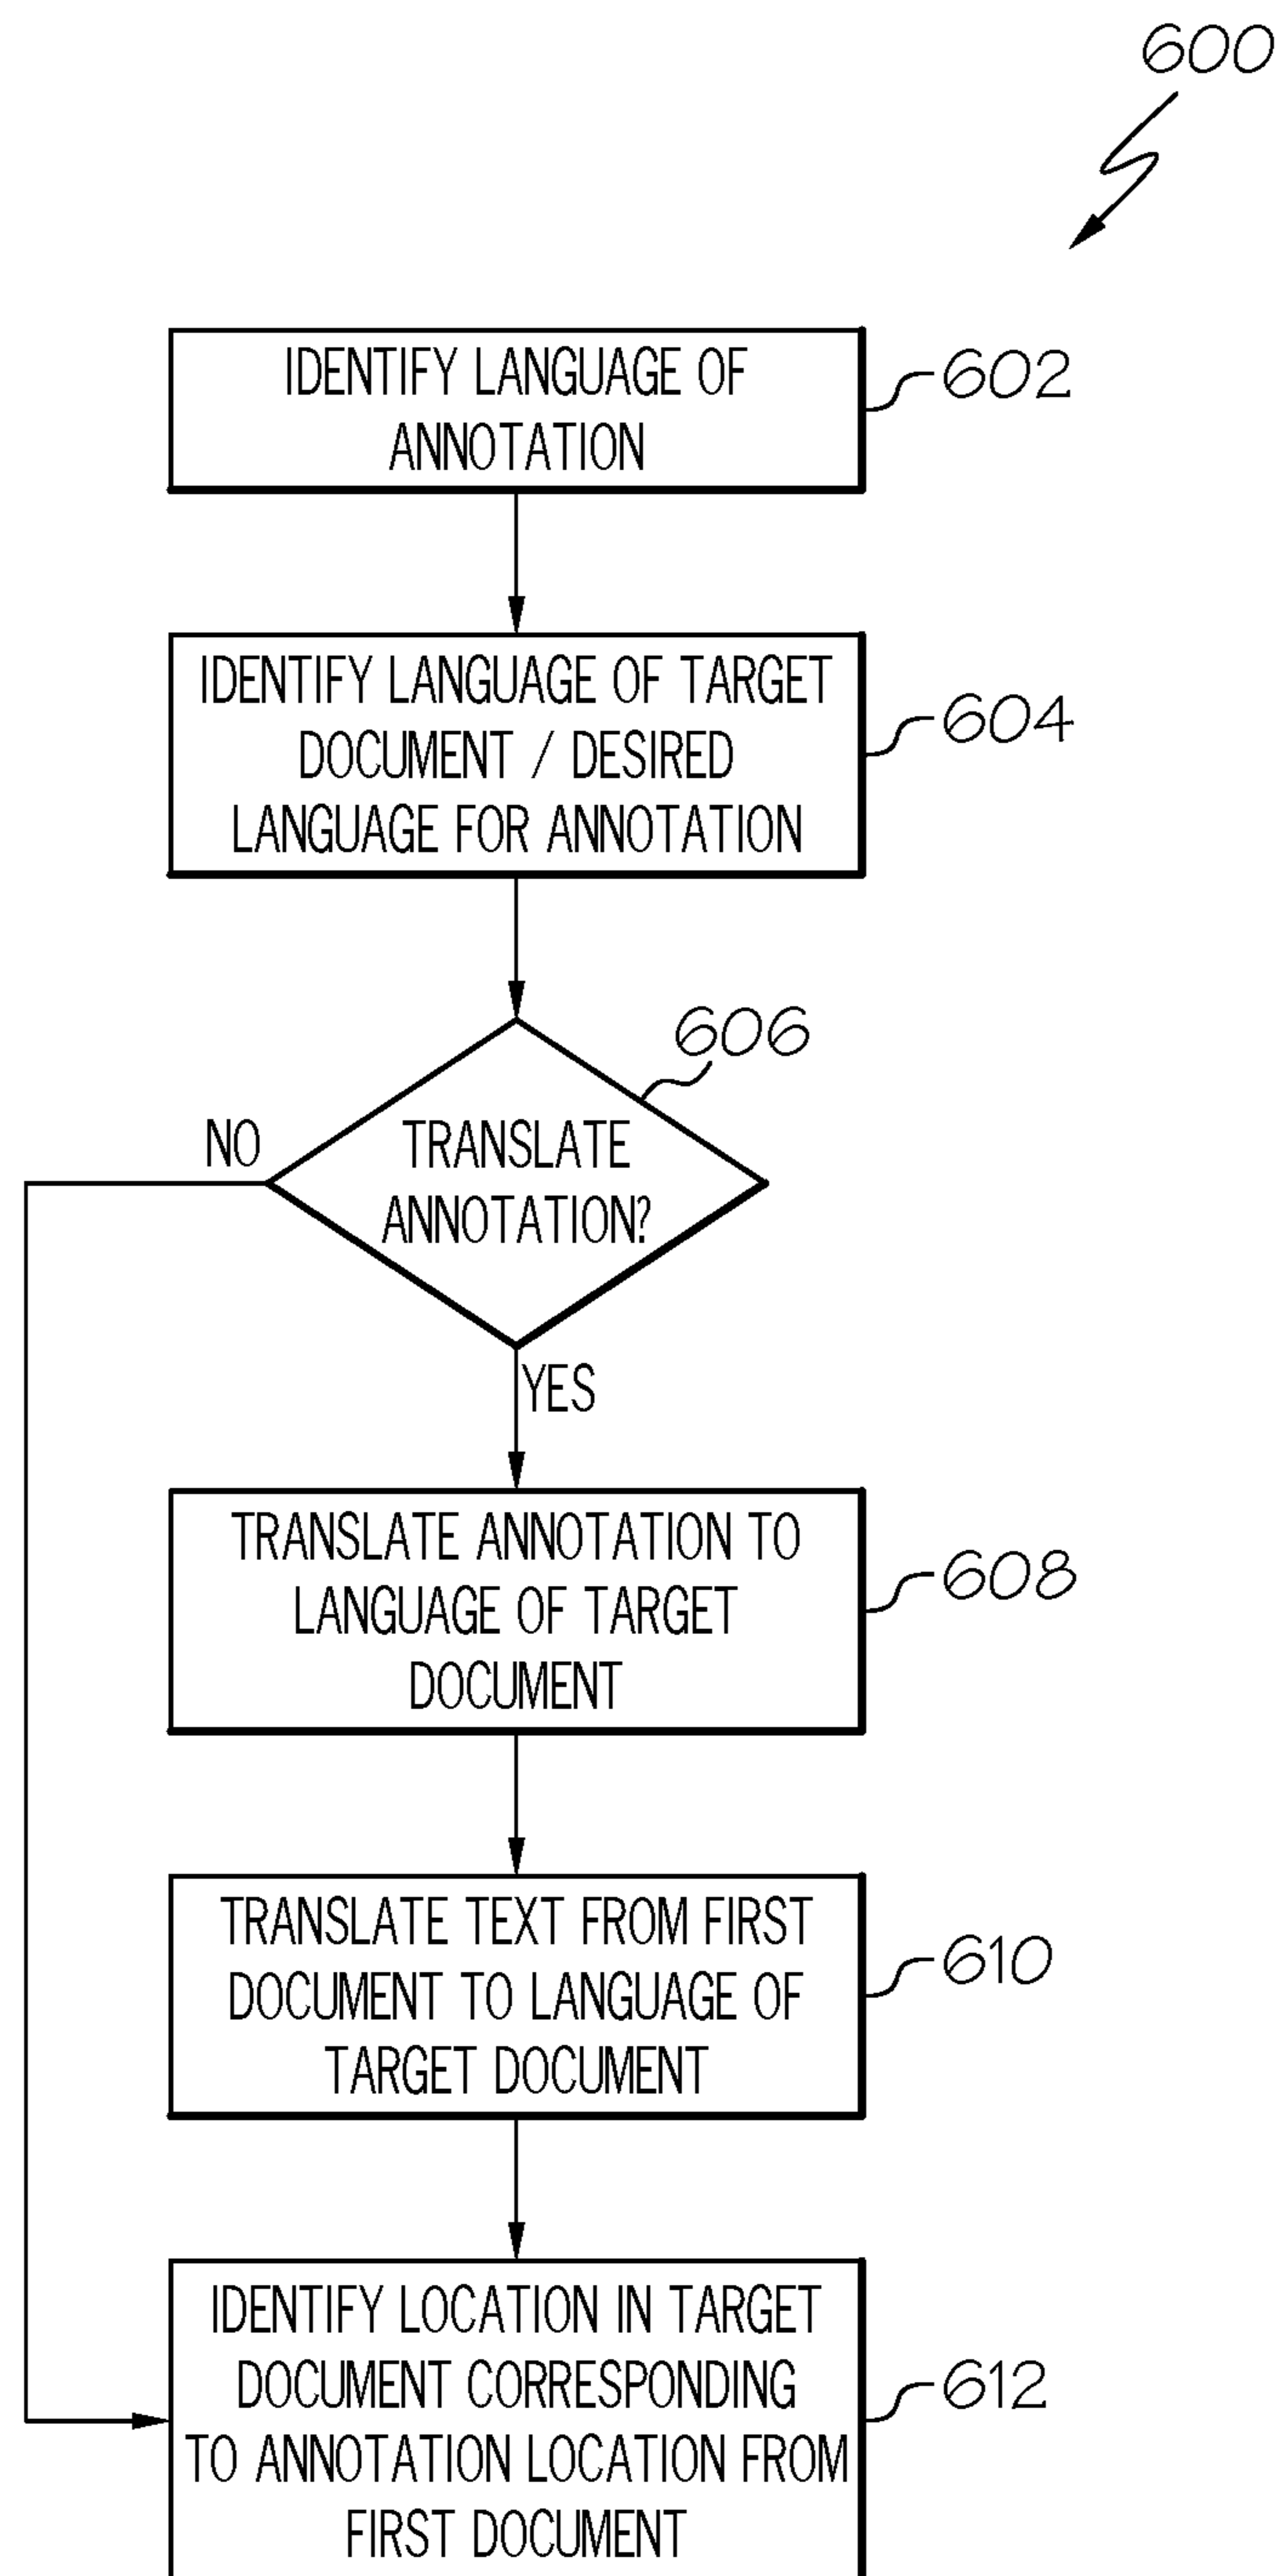 600
IDENTIFY LANGUAGE OF
ANNOTATION
602
IDENTIFY LANGUAGE OF TARGET
DOCUMENT / DESIRED
LANGUAGE FOR ANNOTATION
604
606
NO
TRANSLATE
ANNOTATION?
YES
TRANSLATE ANNOTATION TO
LANGUAGE OF TARGET
DOCUMENT
608
TRANSLATE TEXT FROM FIRST
DOCUMENT TO LANGUAGE OF
TARGET DOCUMENT
610
IDENTIFY LOCATION IN TARGET
DOCUMENT CORRESPONDING
TO ANNOTATION LOCATION FROM
FIRST DOCUMENT
612